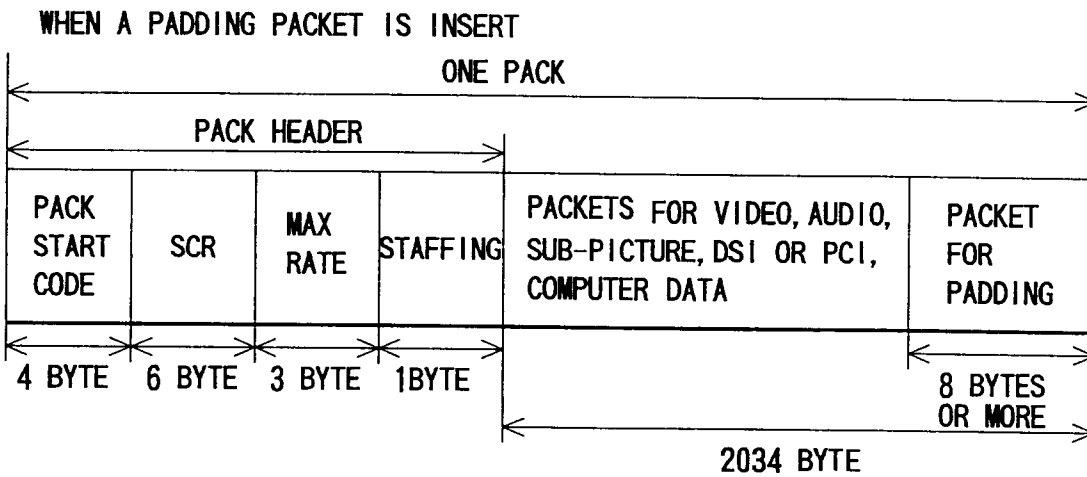 WHEN A PADDING PACKET IS INSERT
ONE PACK
PACK HEADER
PACK
START
CODE
SCR
MAX
RATE
STAFFING
PACKETS FOR VIDEO, AUDIO,
SUB-PICTURE, DSI OR PCI,
COMPUTER DATA
PACKET
FOR
PADDING
4 BYTE
6 BYTE
3 BYTE
1BYTE
8 BYTES
OR MORE
2034 BYTE